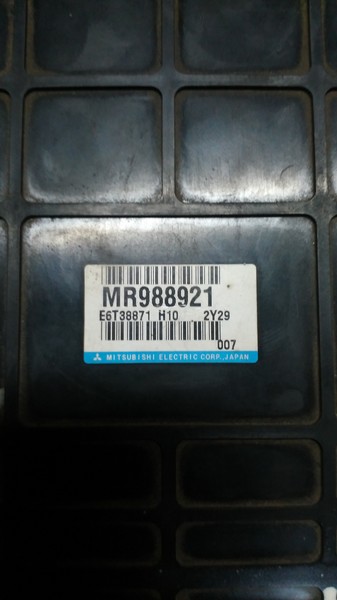 MR988921
E6T38871 H10 2Y29
007
MITSUBISHI ELECTRIC CORP., JAPAN